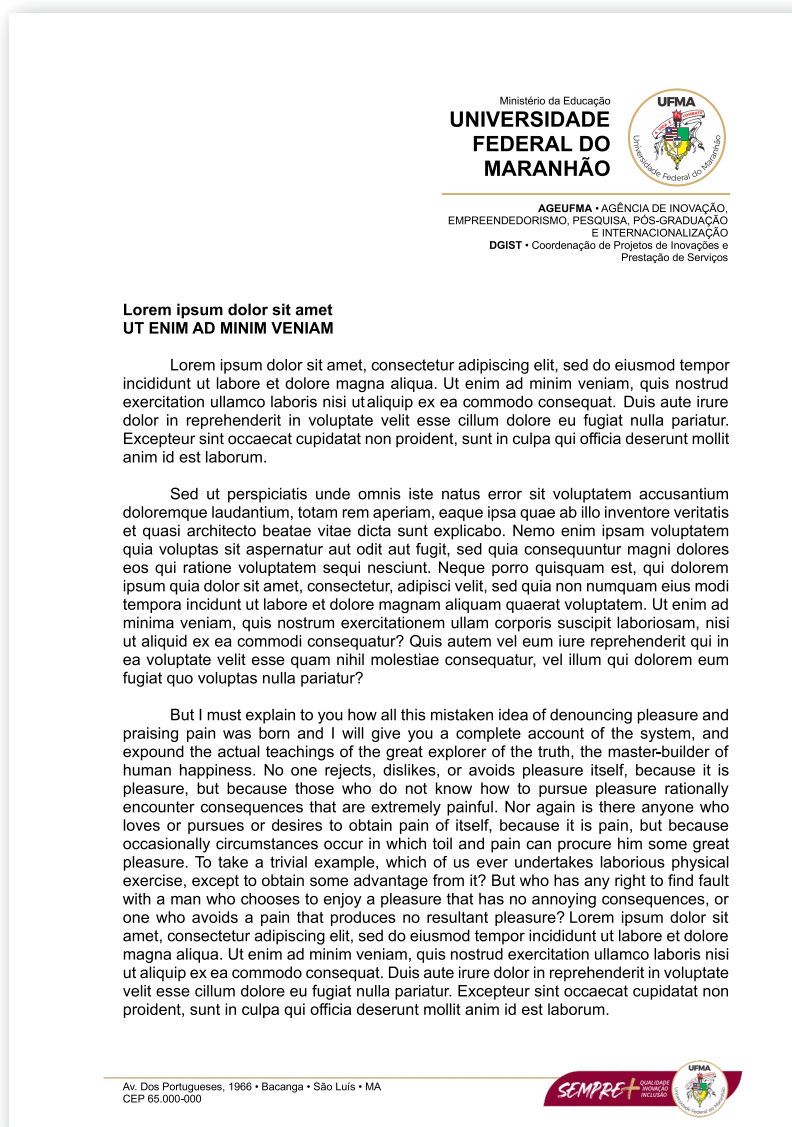 Ministério da Educação
UNIVERSIDADE
FEDERAL DO
MARANHÃO
UFMA
Universidade Federal do Maranhão
AGEUFMA • AGÊNCIA DE INOVAÇÃO,
EMPREENDEDORISMO, PESQUISA, PÓS-GRADUAÇÃO
E INTERNACIONALIZAÇÃO
DGIST • Coordenação de Projetos de Inovações e
Prestação de Serviços
Lorem ipsum dolor sit amet
UT ENIM AD MINIM VENIAM
Lorem ipsum dolor sit amet, consectetur adipiscing elit, sed do eiusmod tempor
incididunt ut labore et dolore magna aliqua. Ut enim ad minim veniam, quis nostrud
exercitation ullamco laboris nisi ut aliquip ex ea commodo consequat. Duis aute irure
dolor in reprehenderit in voluptate velit esse cillum dolore eu fugiat nulla pariatur.
Excepteur sint occaecat cupidatat non proident, sunt in culpa qui officia deserunt mollit
anim id est laborum.
Sed ut perspiciatis unde omnis iste natus error sit voluptatem accusantium
doloremque laudantium, totam rem aperiam, eaque ipsa quae ab illo inventore veritatis
et quasi architecto beatae vitae dicta sunt explicabo. Nemo enim ipsam voluptatem
quia voluptas sit aspernatur aut odit aut fugit, sed quia consequuntur magni dolores
eos qui ratione voluptatem sequi nesciunt. Neque porro quisquam est, qui dolorem
ipsum quia dolor sit amet, consectetur, adipisci velit, sed quia non numquam eius modi
tempora incidunt ut labore et dolore magnam aliquam quaerat voluptatem. Ut enim ad
minima veniam, quis nostrum exercitationem ullam corporis suscipit laboriosam, nisi
ut aliquid ex ea commodi consequatur? Quis autem vel eum iure reprehenderit qui in
ea voluptate velit esse quam nihil molestiae consequatur, vel illum qui dolorem eum
fugiat quo voluptas nulla pariatur?
But I must explain to you how all this mistaken idea of denouncing pleasure and
praising pain was born and I will give you a complete account of the system, and
expound the actual teachings of the great explorer of the truth, the master-builder of
human happiness. No one rejects, dislikes, or avoids pleasure itself, because it is
pleasure, but because those who do not know how to pursue pleasure rationally
encounter consequences that are extremely painful. Nor again is there anyone who
loves or pursues or desires to obtain pain of itself, because it is pain, but because
occasionally circumstances occur in which toil and pain can procure him some great
pleasure. To take a trivial example, which of us ever undertakes laborious physical
exercise, except to obtain some advantage from it? But who has any right to find fault
with a man who chooses to enjoy a pleasure that has no annoying consequences, or
one who avoids a pain that produces no resultant pleasure? Lorem ipsum dolor sit
amet, consectetur adipiscing elit, sed do eiusmod tempor incididunt ut labore et dolore
magna aliqua. Ut enim ad minim veniam, quis nostrud exercitation ullamco laboris nisi
ut aliquip ex ea commodo consequat. Duis aute irure dolor in reprehenderit in voluptate
velit esse cillum dolore eu fugiat nulla pariatur. Excepteur sint occaecat cupidatat non
proident, sunt in culpa qui officia deserunt mollit anim id est laborum.
Av. Dos Portugueses, 1966 • Bacanga • São Luís • MA
CEP 65.000-000
SEMPRE+
QUALIDADE
INOVAÇÃO
INCLUSÃO
UFMA
Universidade Federal do Maranhão